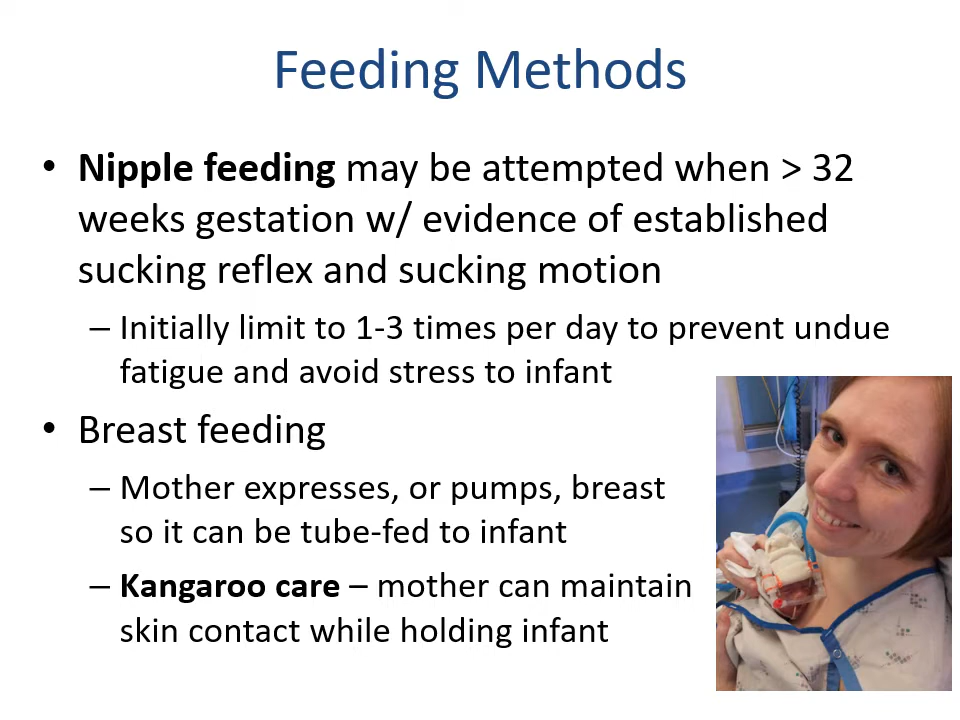 Feeding Methods
• Nipple feeding may be attempted when > 32
weeks gestation w/ evidence of established
sucking reflex and sucking motion
– Initially limit to 1-3 times per day to prevent undue
fatigue and avoid stress to infant
• Breast feeding
– Mother expresses, or pumps, breast
so it can be tube-fed to infant
– Kangaroo care – mother can maintain
skin contact while holding infant